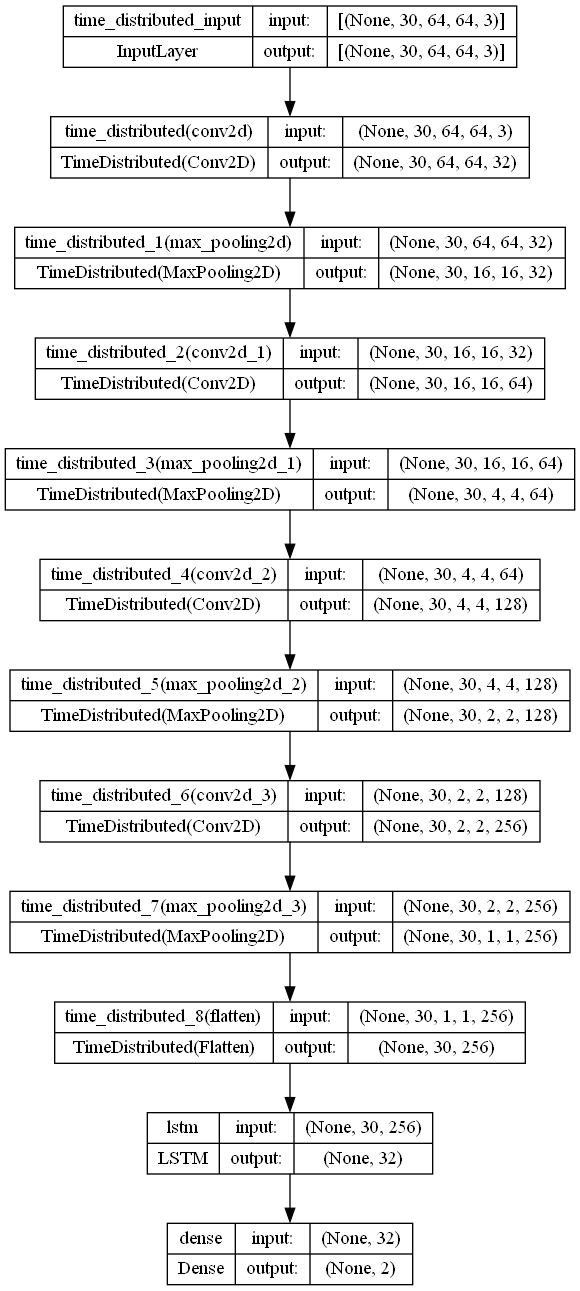 time_distributed_input input: [(None, 30, 64, 64, 3)]
InputLayer output: [(None, 30, 64, 64, 3)]
time_distributed(conv2d) input: (None, 30, 64, 64, 3)
TimeDistributed(Conv2D) output: (None, 30, 64, 64, 32)
time_distributed_1(max_pooling2d) input: (None, 30, 64, 64, 32)
TimeDistributed(MaxPooling2D) output: (None, 30, 16, 16, 32)
time_distributed_2(conv2d_1) input: (None, 30, 16, 16, 32)
TimeDistributed(Conv2D) output: (None, 30, 16, 16, 64)
time_distributed_3(max_pooling2d_1) input: (None, 30, 16, 16, 64)
TimeDistributed(MaxPooling2D) output: (None, 30, 4, 4, 64)
time_distributed_4(conv2d_2) input: (None, 30, 4, 4, 64)
TimeDistributed(Conv2D) output: (None, 30, 4, 4, 128)
time_distributed_5(max_pooling2d_2) input: (None, 30, 4, 4, 128)
TimeDistributed(MaxPooling2D) output: (None, 30, 2, 2, 128)
time_distributed_6(conv2d_3) input: (None, 30, 2, 2, 128)
TimeDistributed(Conv2D) output: (None, 30, 2, 2, 256)
time_distributed_7(max_pooling2d_3) input: (None, 30, 2, 2, 256)
TimeDistributed(MaxPooling2D) output: (None, 30, 1, 1, 256)
time_distributed_8(flatten) input: (None, 30, 1, 1, 256)
TimeDistributed(Flatten) output: (None, 30, 256)
lstm input: (None, 30, 256)
LSTM output: (None, 32)
dense input: (None, 32)
Dense output: (None, 2)